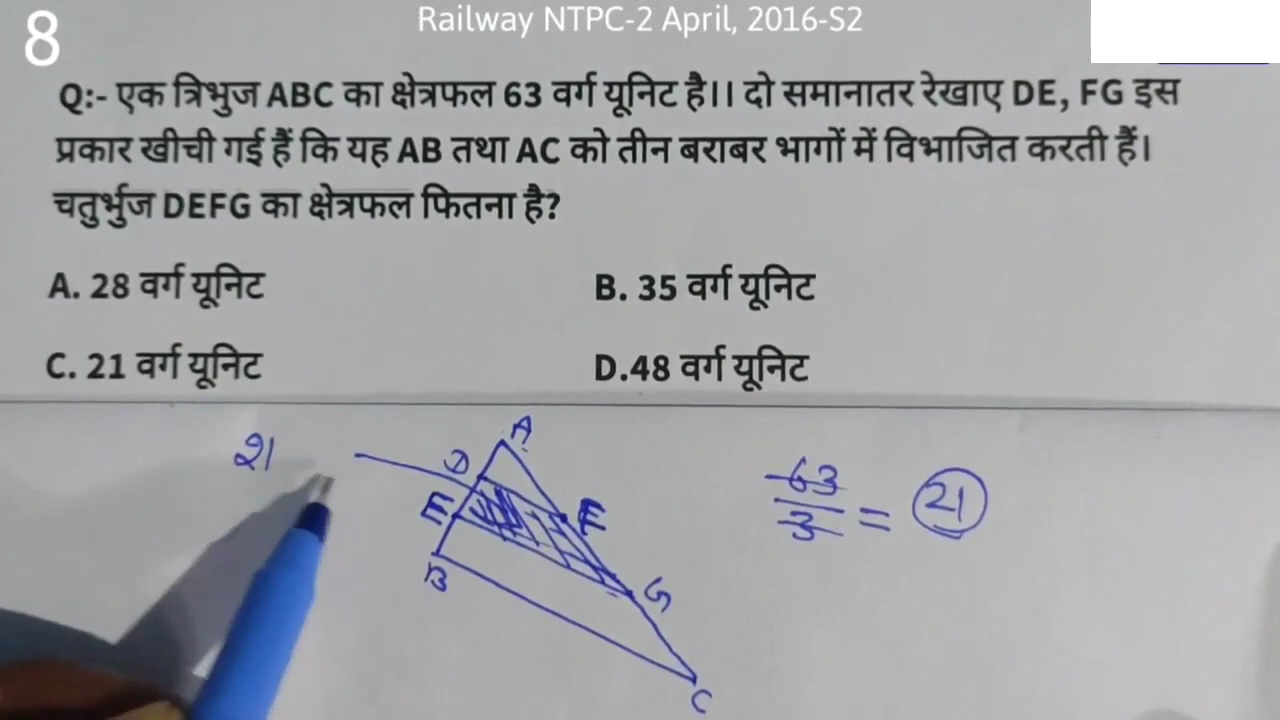 Railway NTPC-2 April, 2016-S2
8
Q:- एक त्रिभुज ABC का क्षेत्रफल 63 वर्ग यूनिट है।। दो समानातर रेखाए DE, FG इस
प्रकार खीची गई हैं कि यह AB तथा AC को तीन बराबर भागों में विभाजित करती हैं।
चतुर्भुज DEFG का क्षेत्रफल फितना है?
A. 28 वर्ग यूनिट
B. 35 वर्ग यूनिट
C. 21 वर्ग यूनिट
D.48 वर्ग यूनिट
A
D
E
F
B
G
C
21
63
3
= 21